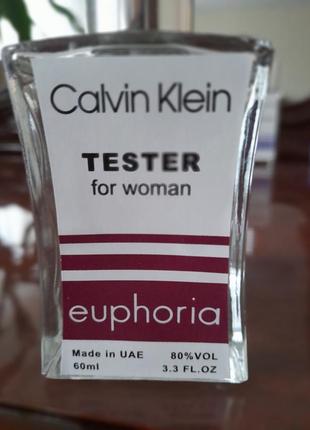 Calvin Klein
TESTER
for woman
euphoria
Made in UAE 80%VOL
60ml 3.3 FL.OZ